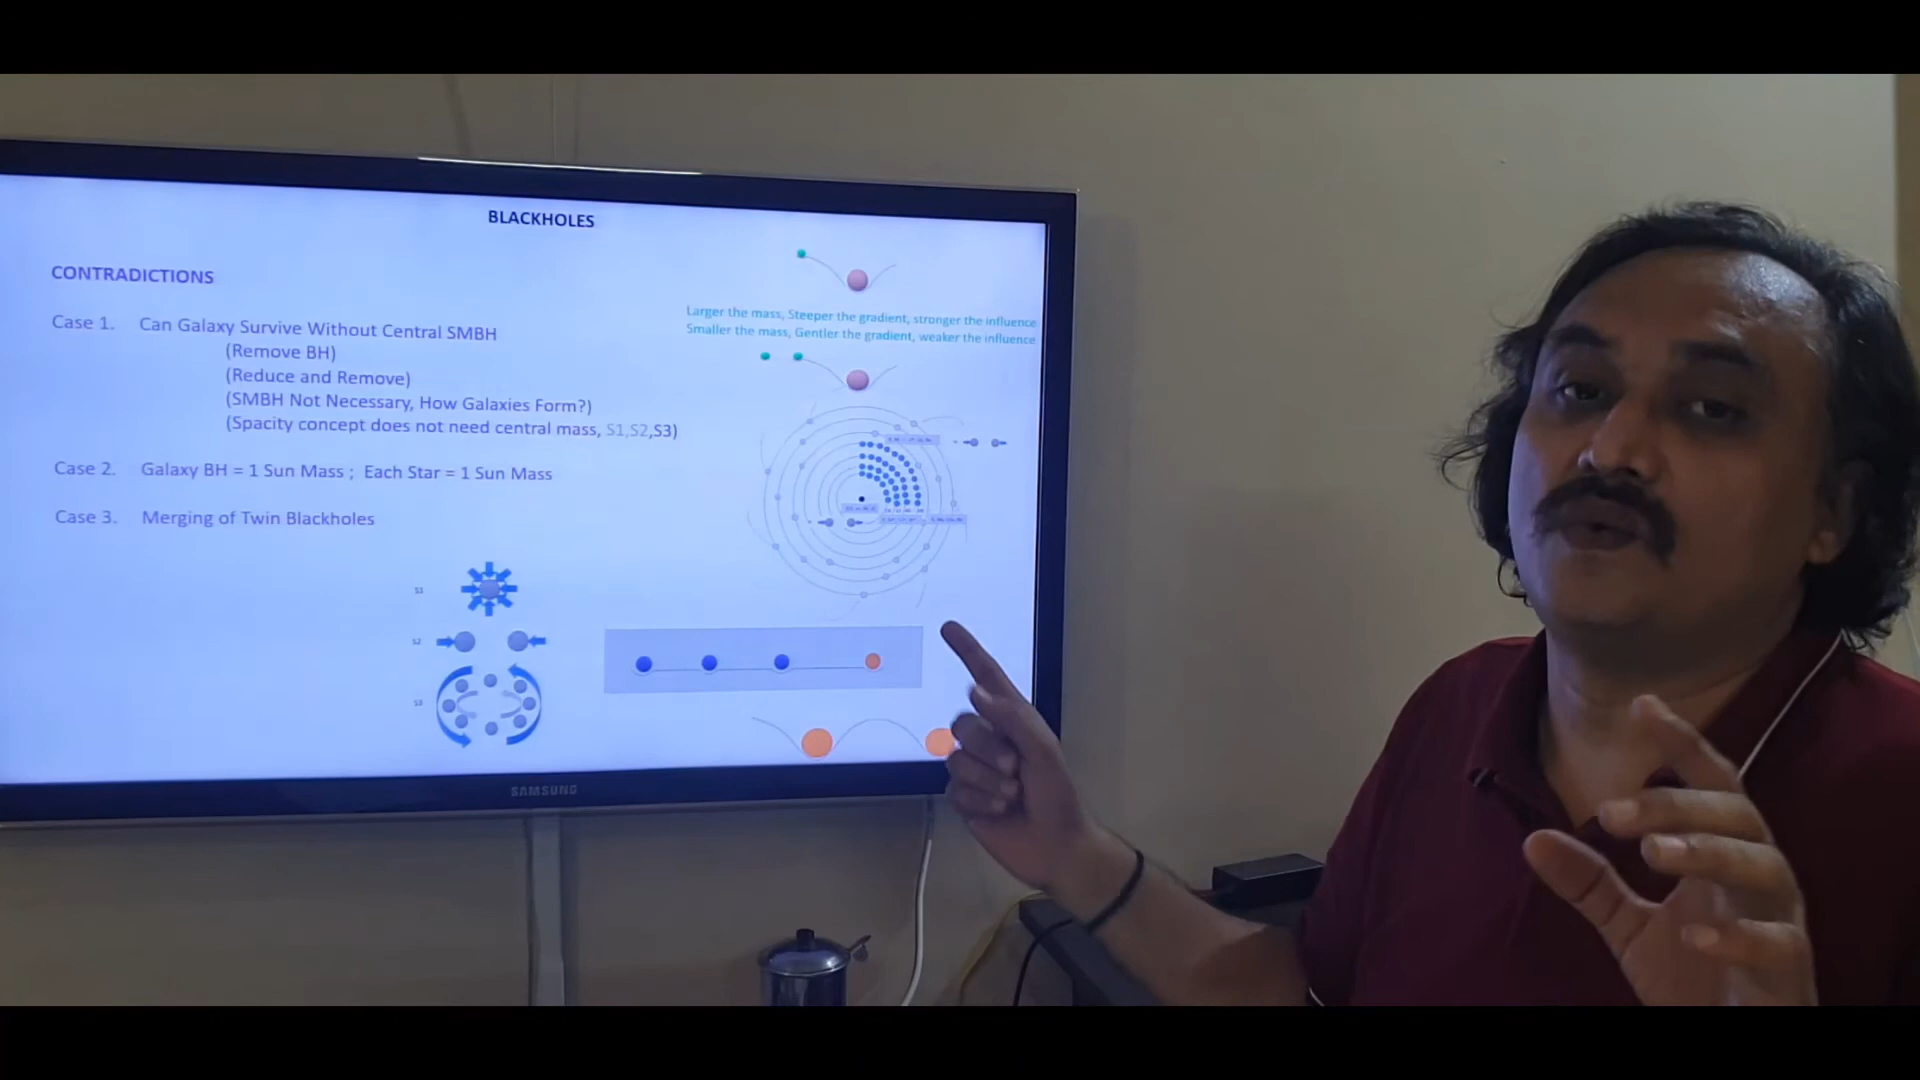 BLACKHOLES
CONTRADICTIONS
Case 1. Can Galaxy Survive Without Central SMBH
(Remove BH)
(Reduce and Remove)
(SMBH Not Necessary, How Galaxies Form?)
(Spacity concept does not need central mass, S1,S2,S3)
Case 2. Galaxy BH = 1 Sun Mass ; Each Star = 1 Sun Mass
Case 3. Merging of Twin Blackholes
Larger the mass, Steeper the gradient, stronger the influence
Smaller the mass, Gentler the gradient, weaker the influence
S1
S2
S3
SAMSUNG